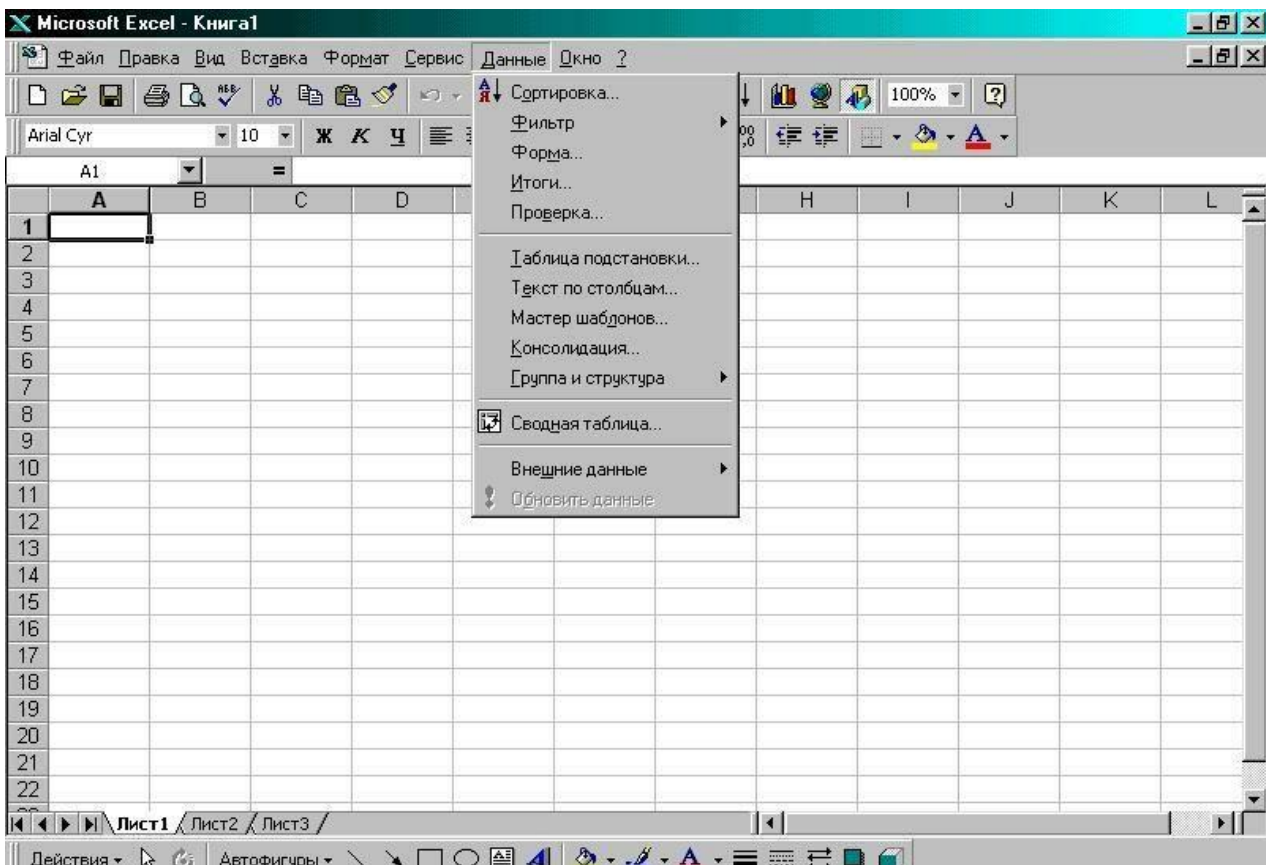 Microsoft Excel - Книга1
Файл Правка Вид Вставка Формат Сервис Данные Окно ?
100%
Arial Cyr 10 Ж К Ч
A1 =
A B C D H I J K L
Сортировка...
Фильтр
Форма...
Итоги...
Проверка...
Таблица подстановки...
Текст по столбцам...
Мастер шаблонов...
Консолидация...
Группа и структура
Сводная таблица...
Внешние данные
Обновить данные
1
2
3
4
5
6
7
8
9
10
11
12
13
14
15
16
17
18
19
20
21
22
Лист1 Лист2 Лист3
Действия Автофигуры